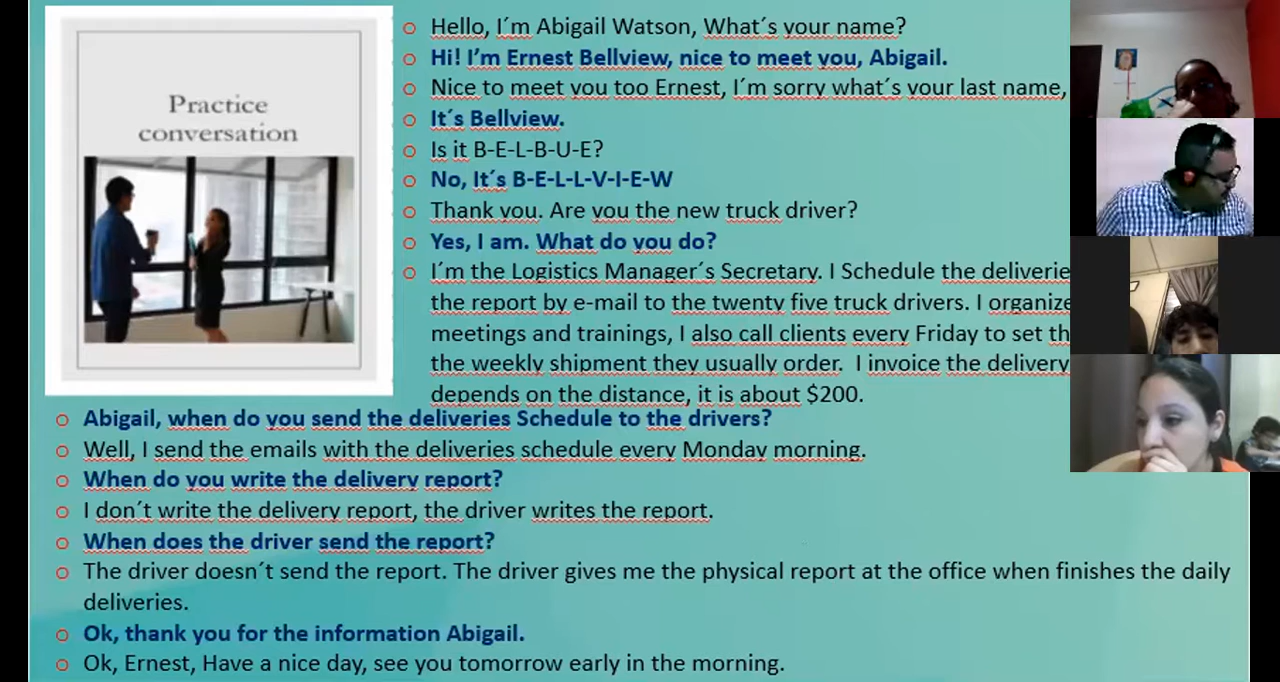 Practice
conversation
Hello, I´m Abigail Watson, What´s your name?
Hi! I’m Ernest Bellview, nice to meet you, Abigail.
Nice to meet you too Ernest, I´m sorry what´s your last name,
It´s Bellview.
Is it B-E-L-B-U-E?
No, It´s B-E-L-L-V-I-E-W
Thank you. Are you the new truck driver?
Yes, I am. What do you do?
I´m the Logistics Manager´s Secretary. I Schedule the
the report by e-mail to the twenty five truck drivers. I
meetings and trainings, I also call clients every Friday to set
the weekly shipment they usually order. I invoice the delivery
depends on the distance, it is about $200.
Abigail, when do you send the deliveries Schedule to the drivers?
Well, I send the emails with the deliveries schedule every Monday morning.
When do you write the delivery report?
I don´t write the delivery report, the driver writes the report.
When does the driver send the report?
The driver doesn´t send the report. The driver gives me the physical report at the office when finishes the daily
deliveries.
Ok, thank you for the information Abigail.
Ok, Ernest, Have a nice day, see you tomorrow early in the morning.